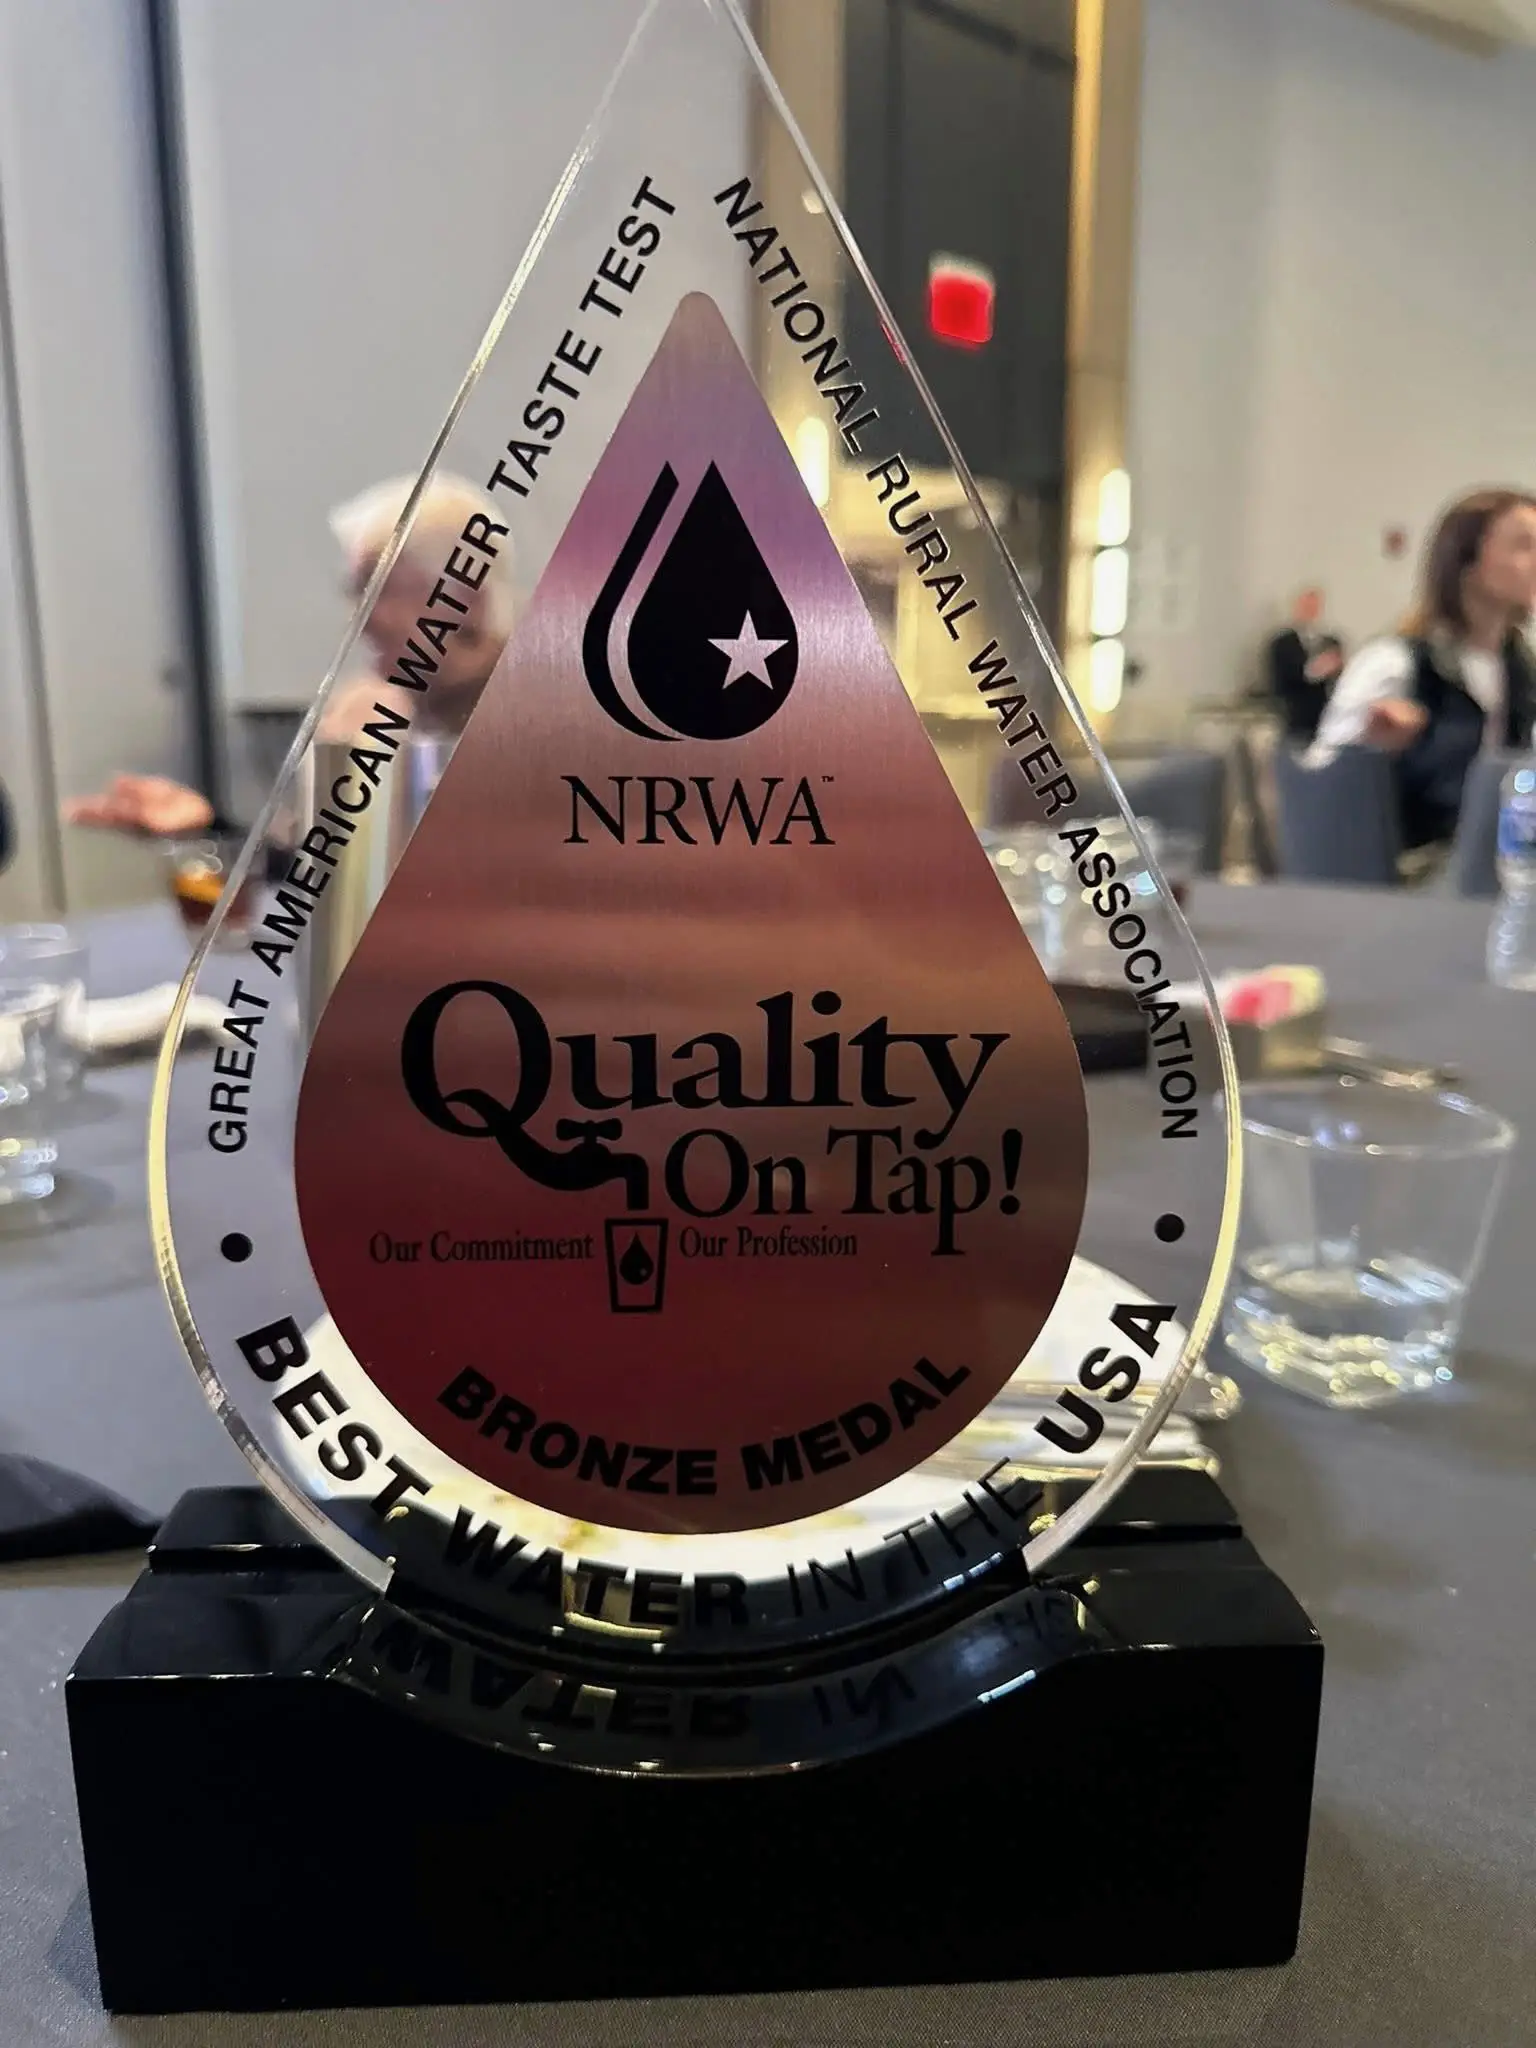 GREAT AMERICAN WATER TASTE TEST
NATIONAL RURAL WATER ASSOCIATION
NRWA™
Quality
On Tap!
Our Commitment Our Profession
BRONZE MEDAL
BEST WATER IN THE USA